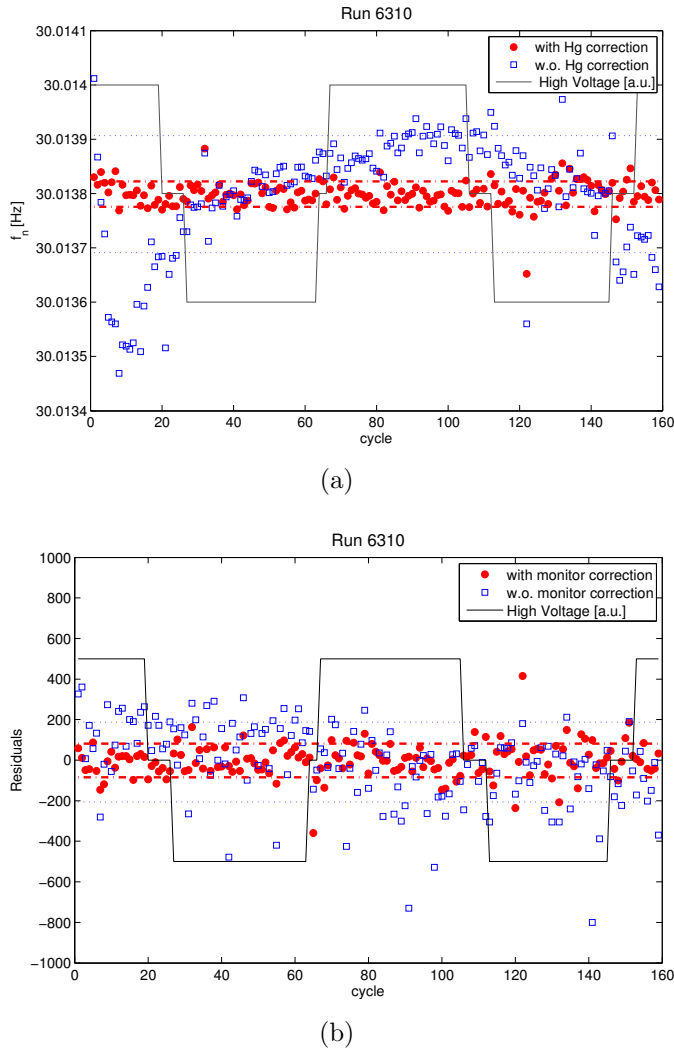 Run 6310
30.0141
30.014
30.0139
30.0138
30.0137
30.0136
30.0135
30.0134
f_n [Hz]
with Hg correction
w.o. Hg correction
High Voltage [a.u.]
0 20 40 60 80 100 120 140 160
cycle
(a)
Run 6310
1000
800
600
400
200
0
−200
−400
−600
−800
−1000
Residuals
with monitor correction
w.o. monitor correction
High Voltage [a.u.]
0 20 40 60 80 100 120 140 160
cycle
(b)